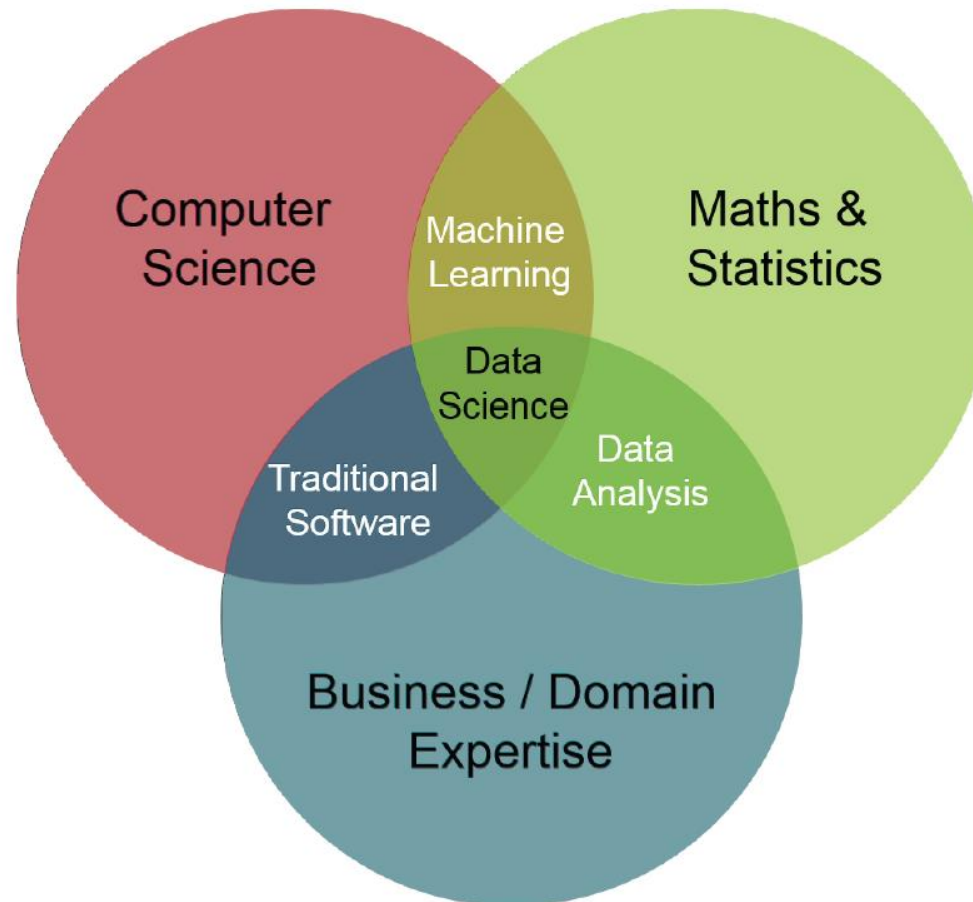 Computer
Science
Maths &
Statistics
Machine
Learning
Data
Science
Traditional
Software
Data
Analysis
Business / Domain
Expertise